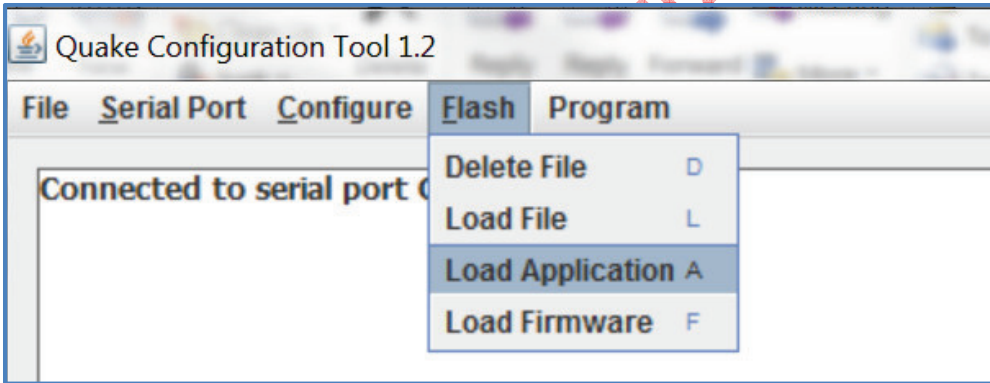 Quake Configuration Tool 1.2
File Serial Port Configure Flash Program
Delete File D
Connected to serial port
Load File L
Load Application A
Load Firmware F